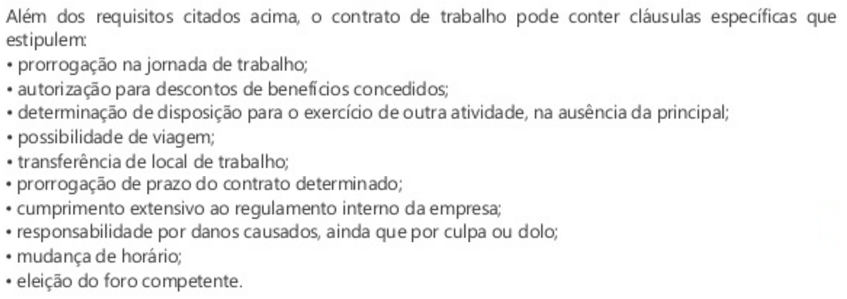 Além dos requisitos citados acima, o contrato de trabalho pode conter cláusulas específicas que
estipulem:
• prorrogação na jornada de trabalho;
• autorização para descontos de benefícios concedidos;
• determinação de disposição para o exercício de outra atividade, na ausência da principal;
• possibilidade de viagem;
• transferência de local de trabalho;
• prorrogação de prazo do contrato determinado;
• cumprimento extensivo ao regulamento interno da empresa;
• responsabilidade por danos causados, ainda que por culpa ou dolo;
• mudança de horário;
• eleição do foro competente.